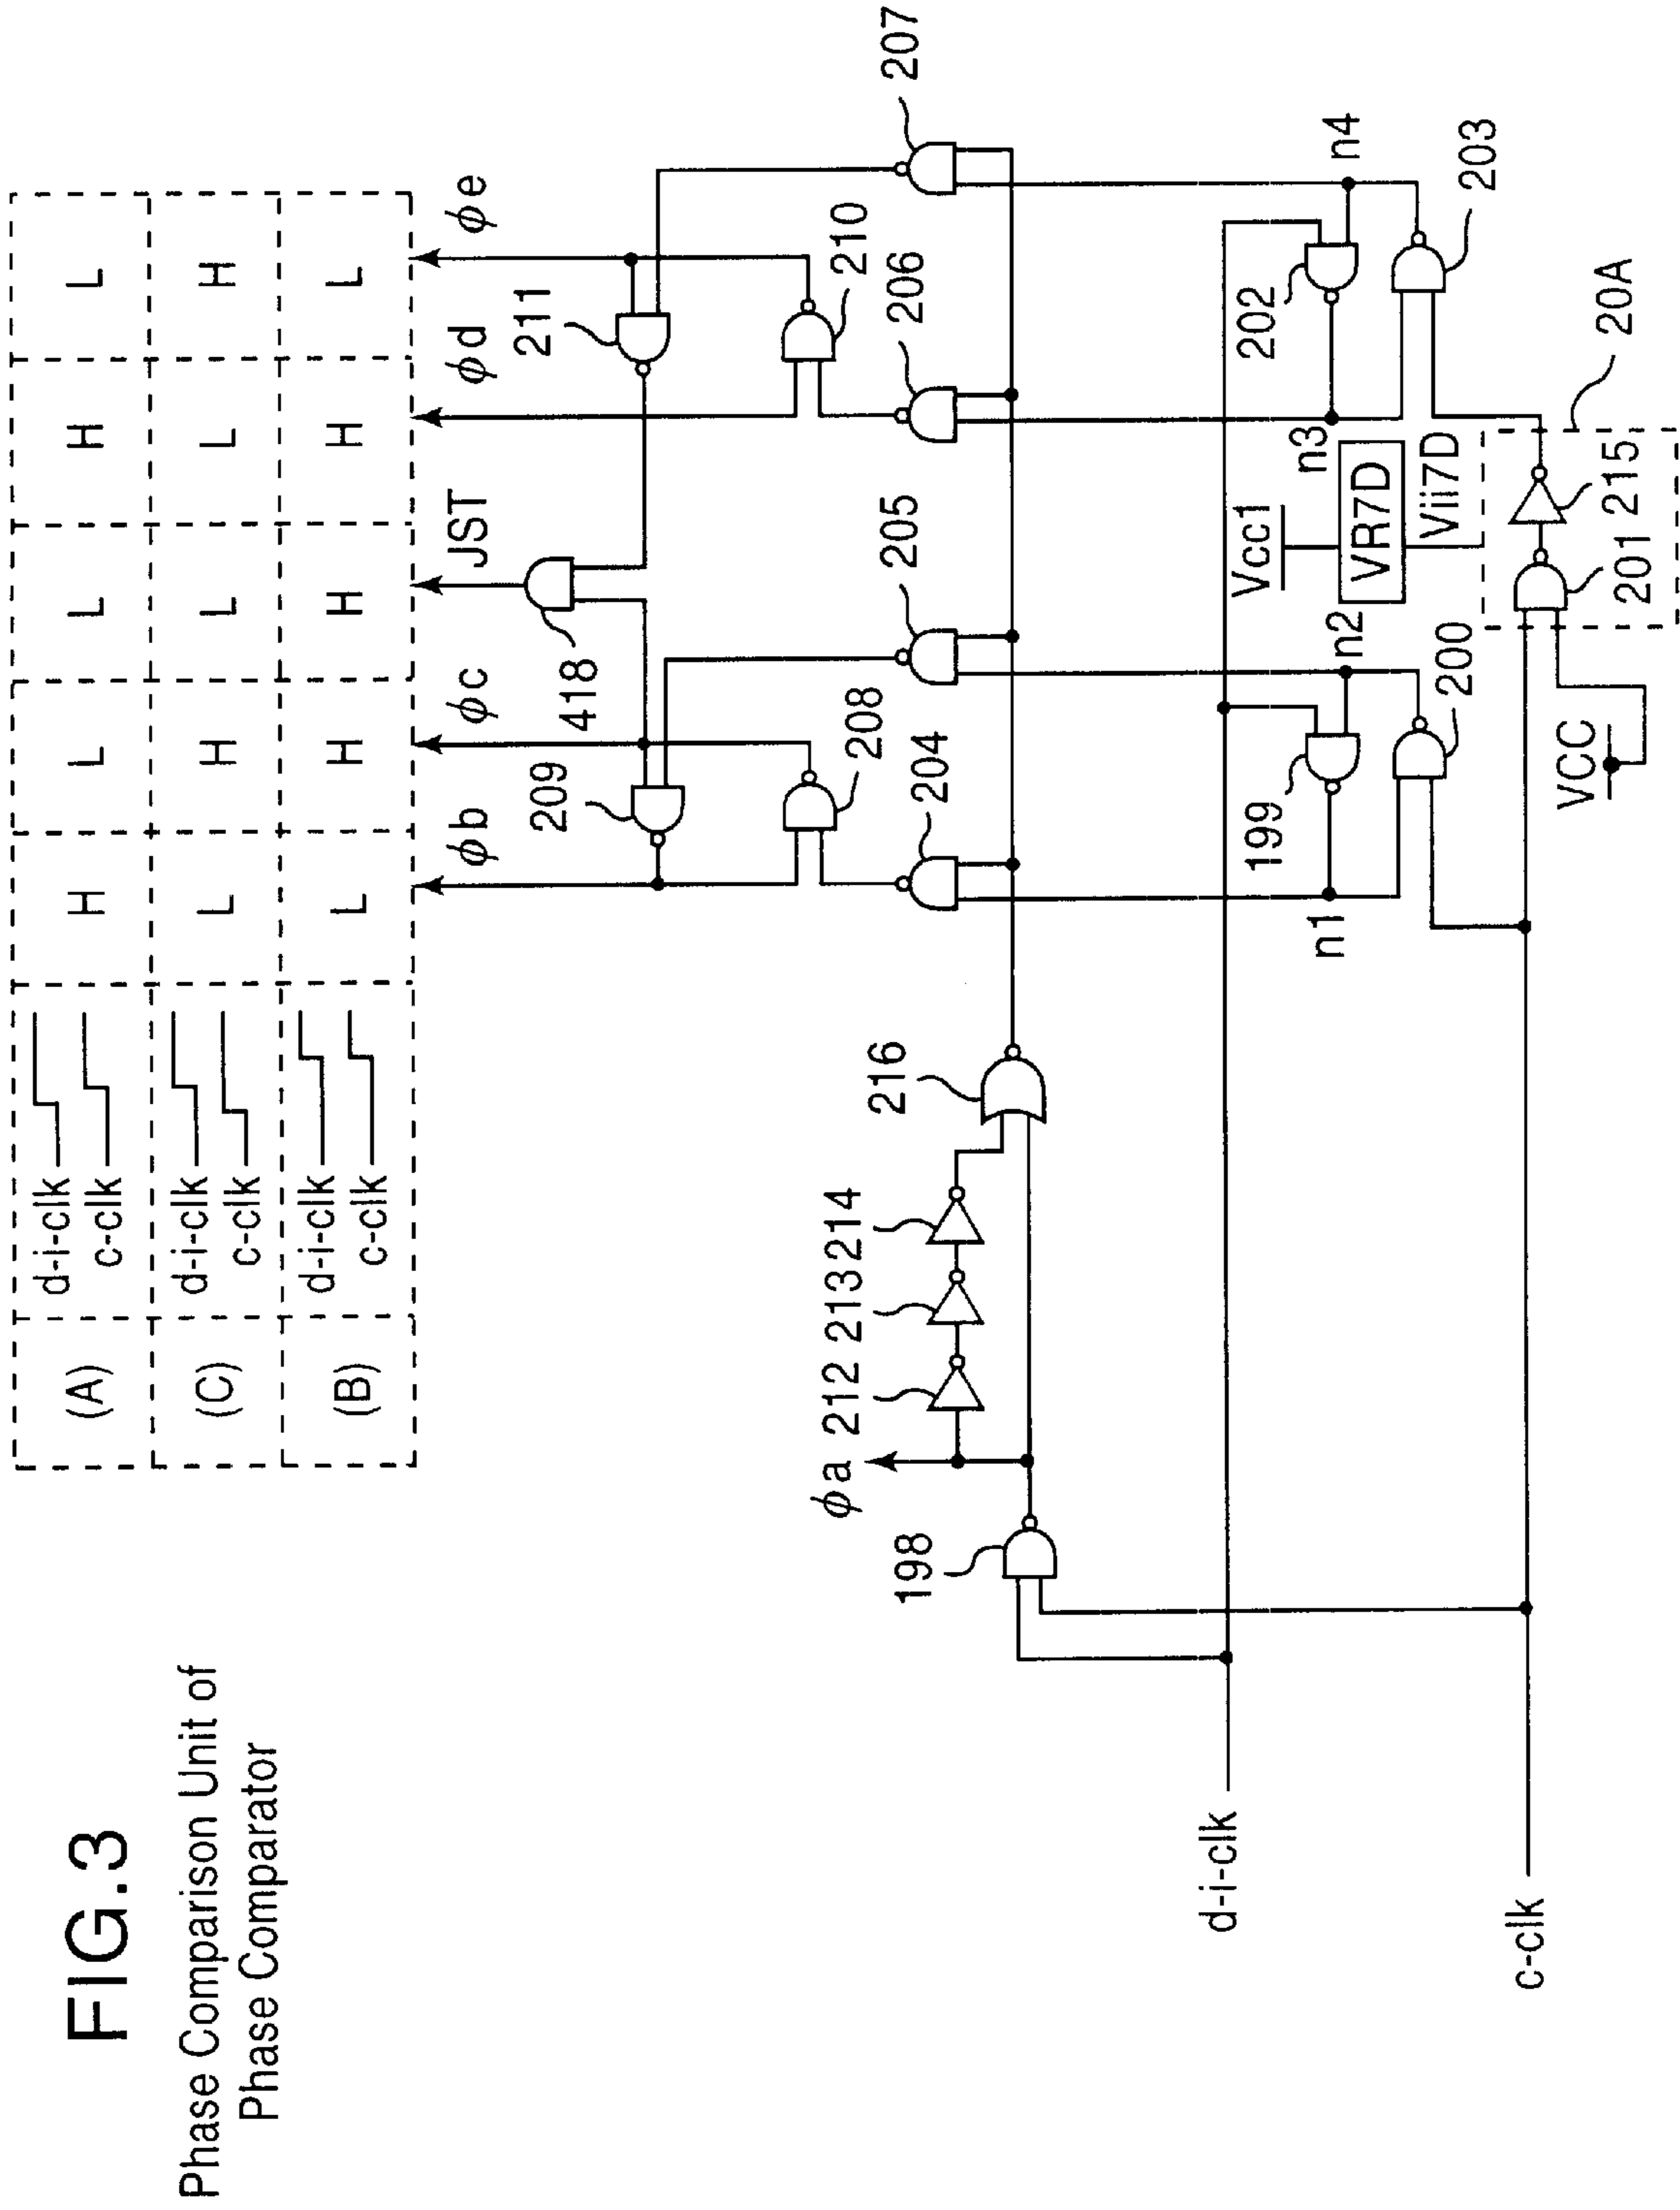 FIG.3
Phase Comparison Unit of
Phase Comparator
(A)
d-i-clk
c-clk
H
L
L
H
L
(C)
d-i-clk
c-clk
L
H
L
L
H
(B)
d-i-clk
c-clk
L
H
H
H
L
φb
φc
JST
φd
φe
209
418
211
φa
212
213
214
216
208
210
198
204
205
206
207
d-i-clk
n1
199
n2
Vcc1
VR7D
Vii7D
n3
202
n4
200
203
c-clk
VCC
201
215
20A